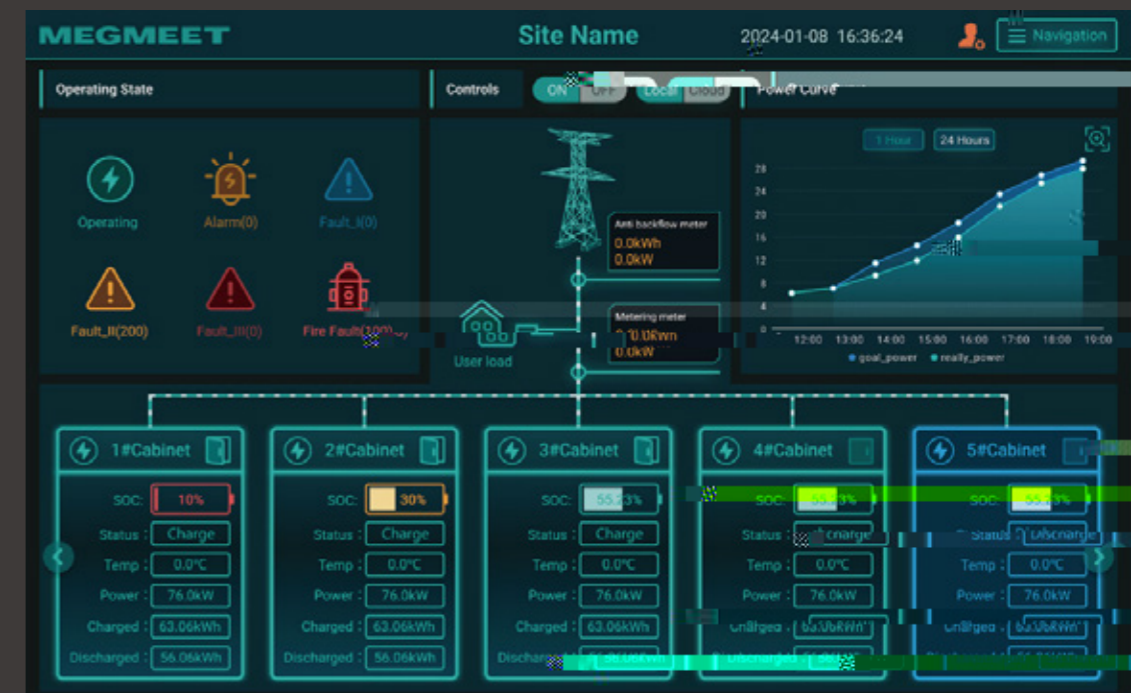 MEGMEET
Site Name
2024-01-08 16:36:24
Navigation
Operating State
Controls
ON OFF
Local Cloud
Power Curve
Operating
Alarm(0)
Fault_I(0)
Fault_II(200)
Fault_III(0)
Fire Fault
Anti backflow meter
0.0kWh
0.0kW
Metering meter
0.0kW
User load
1 Hour
24 Hours
28
24
20
16
12
8
4
0
12:00 13:00 14:00 15:00 16:00 17:00 18:00 19:00
goal_power really_power
1#Cabinet
SOC: 10%
Status : Charge
Temp : 0.0°C
Power : 76.0kW
Charged : 63.06kWh
Discharged : 56.06kWh
2#Cabinet
SOC: 30%
Status : Charge
Temp : 0.0°C
Power : 76.0kW
Charged : 63.06kWh
Discharged : 56.06kWh
3#Cabinet
SOC: 55.23%
Status : Charge
Temp : 0.0°C
Power : 76.0kW
Charged : 63.06kWh
4#Cabinet
SOC:
Status :
Temp : 0.0°C
Power : 76.0kW
Charged :
5#Cabinet
SOC:
Status : Discharge
Temp : 0.0°C
Power : 76.0kW
Charged :